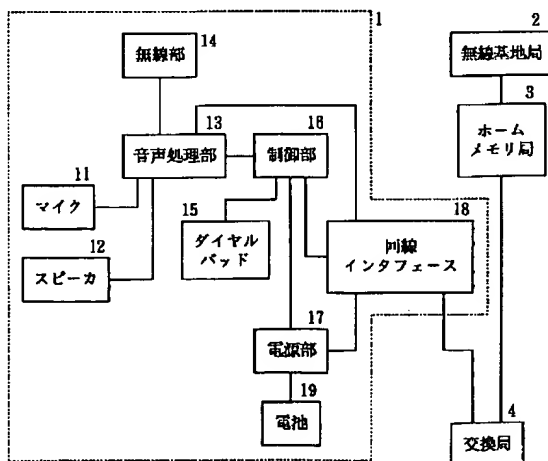 1
14
無線部
2
無線基地局
3
ホーム
メモリ局
13
音声処理部
16
制御部
11
マイク
15
ダイヤル
パッド
18
回線
インタフェース
12
スピーカ
17
電源部
19
電池
4
交換局